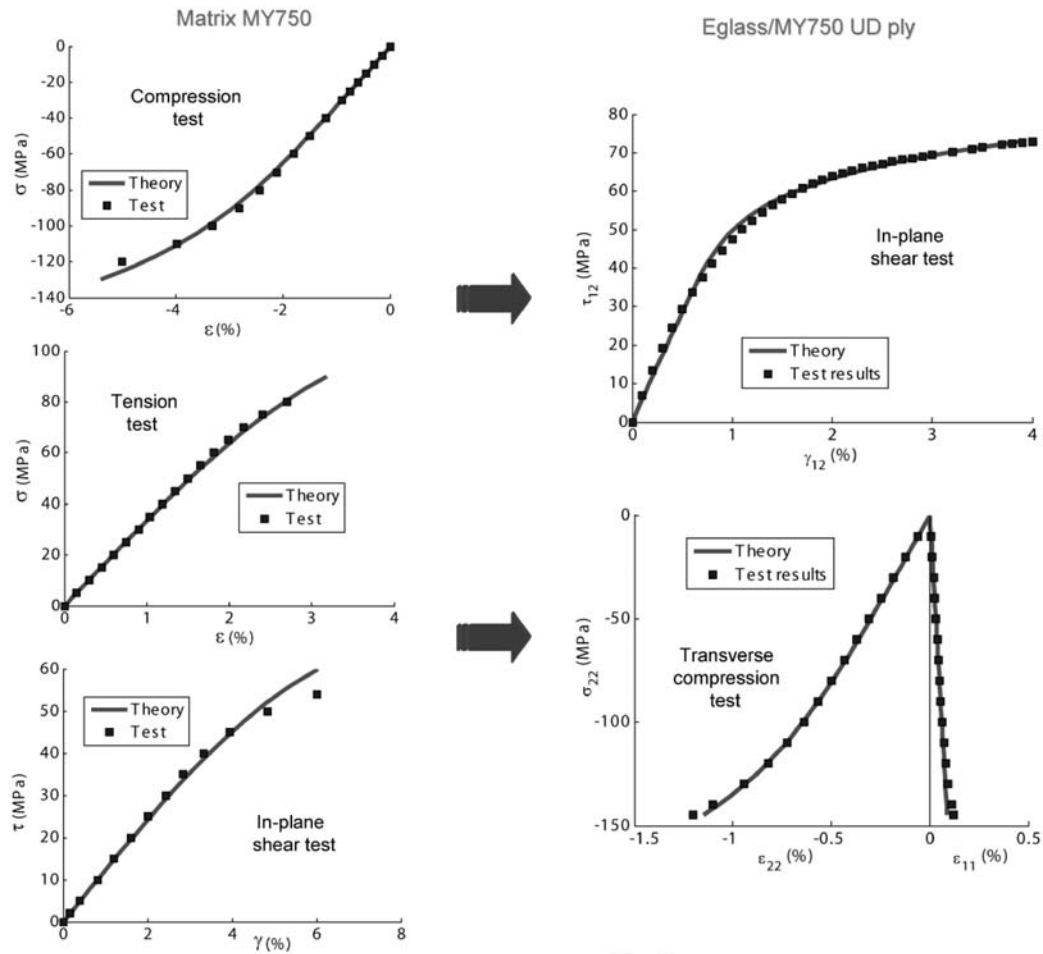 Matrix MY750
0
-20
-40
-60
-80
-100
-120
-140
σ (MPa)
Compression
test
Theory
Test
-6
-4
-2
0
ε (%)
100
80
60
40
20
0
σ (MPa)
Tension
test
Theory
Test
0
1
2
3
4
ε (%)
60
50
40
30
20
10
0
τ (MPa)
Theory
Test
In-plane
shear test
0
2
4
6
8
γ (%)
Eglass/MY750 UD ply
80
70
60
50
40
30
20
10
0
τ12 (MPa)
In-plane
shear test
Theory
Test results
0
1
2
3
4
γ12 (%)
0
-50
-100
-150
σ22 (MPa)
Theory
Test results
Transverse
compression
test
-1.5
-1
-0.5
0
0.5
ε22 (%)
ε11 (%)